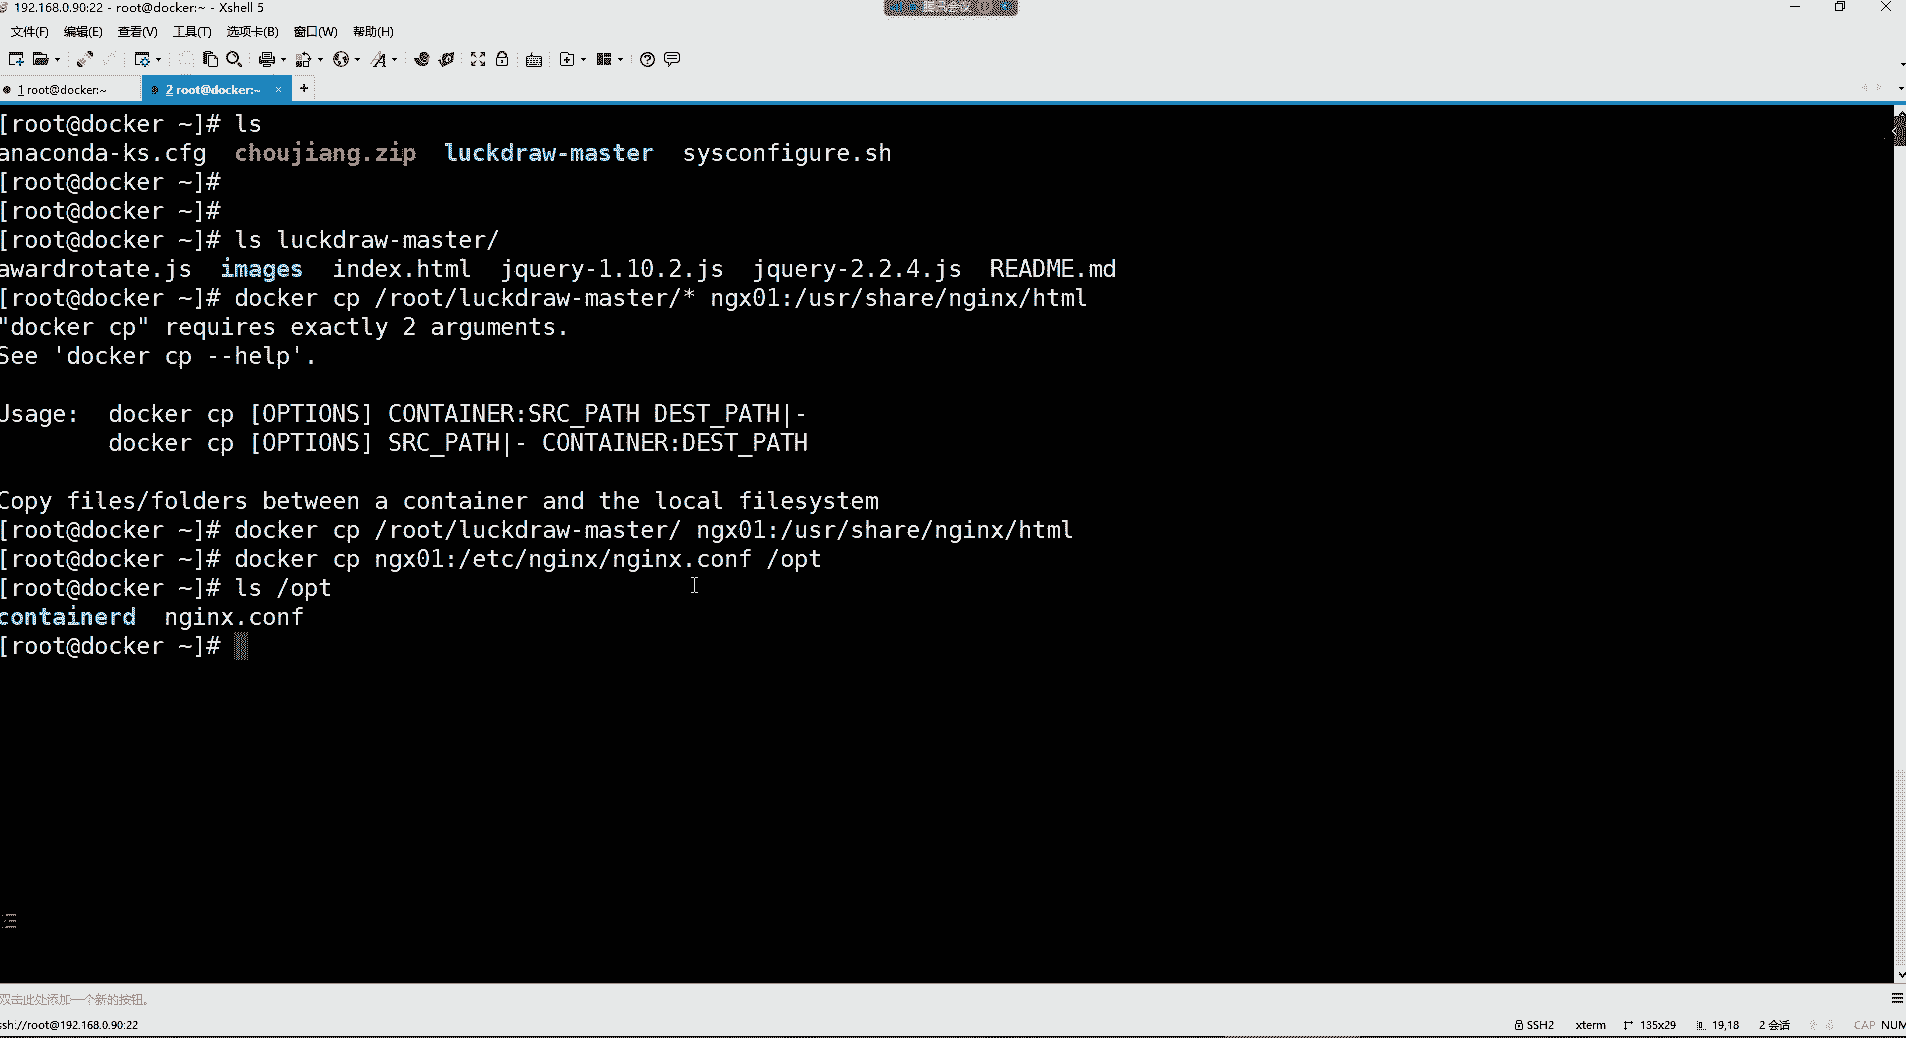 192.168.0.90:22 - root@docker:~ - Xshell 5
文件(F) 编辑(E) 查看(V) 工具(T) 选项卡(B) 窗口(W) 帮助(H)
1 root@docker:~ 2 root@docker:~ × +
[root@docker ~]# ls
anaconda-ks.cfg choujiang.zip luckdraw-master sysconfigure.sh
[root@docker ~]#
[root@docker ~]#
[root@docker ~]# ls luckdraw-master/
awardrotate.js images index.html jquery-1.10.2.js jquery-2.2.4.js README.md
[root@docker ~]# docker cp /root/luckdraw-master/* ngx01:/usr/share/nginx/html
"docker cp" requires exactly 2 arguments.
See 'docker cp --help'.
Usage: docker cp [OPTIONS] CONTAINER:SRC_PATH DEST_PATH|-
docker cp [OPTIONS] SRC_PATH|- CONTAINER:DEST_PATH
Copy files/folders between a container and the local filesystem
[root@docker ~]# docker cp /root/luckdraw-master/ ngx01:/usr/share/nginx/html
[root@docker ~]# docker cp ngx01:/etc/nginx/nginx.conf /opt
[root@docker ~]# ls /opt
containerd nginx.conf
[root@docker ~]#
双击此处添加一个新的按钮。
ssh://root@192.168.0.90:22 SSH2 xterm 135x29 19,18 2 会话 CAP NUM